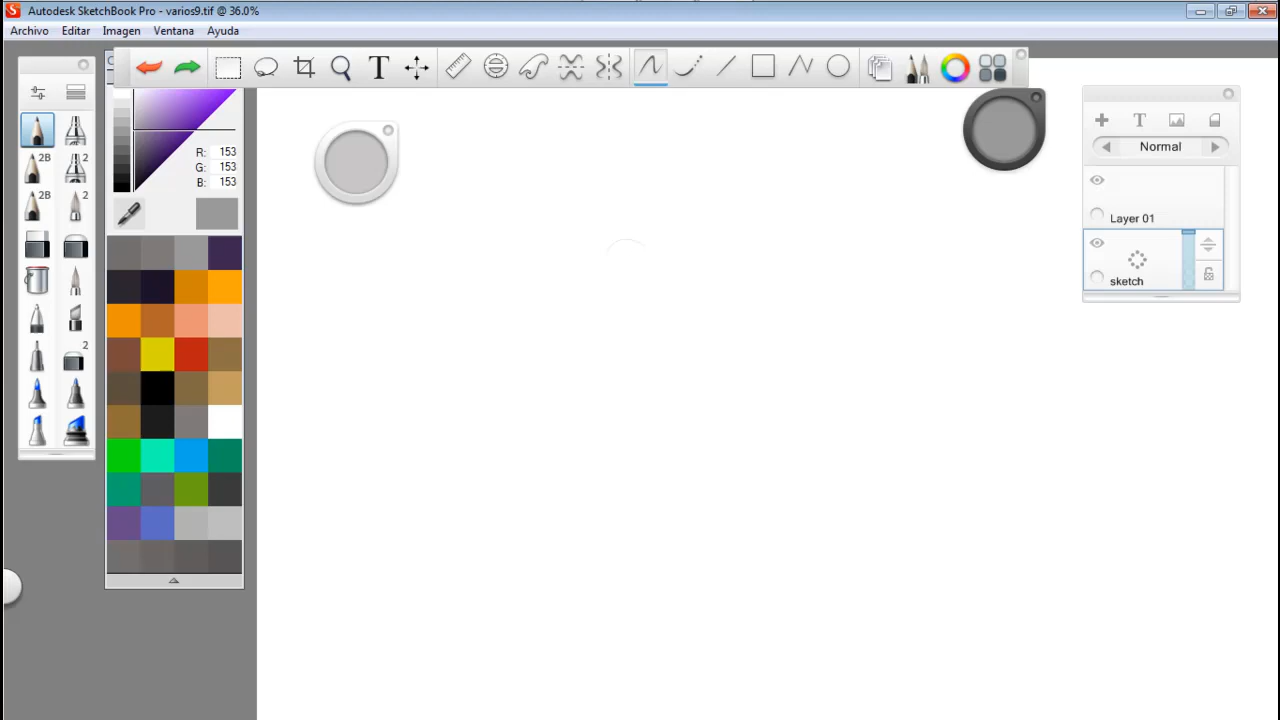 Autodesk SketchBook Pro - varios9.tif @ 36.0%
Archivo Editar Imagen Ventana Ayuda
T
R: 153
G: 153
B: 153
2B 2
2B 2
2
T
Normal
Layer 01
sketch